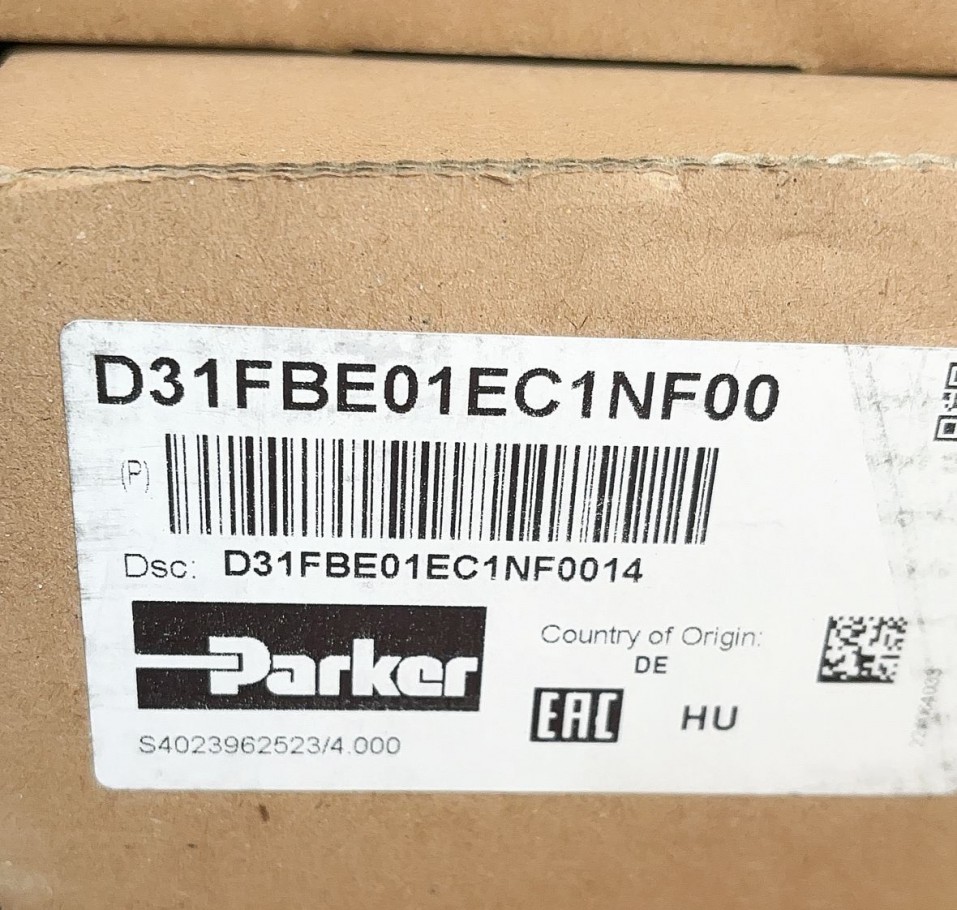 D31FBE01EC1NF00
(P)
Dsc: D31FBE01EC1NF0014
Parker
Country of Origin:
DE
EAC HU
S4023962523/4.000